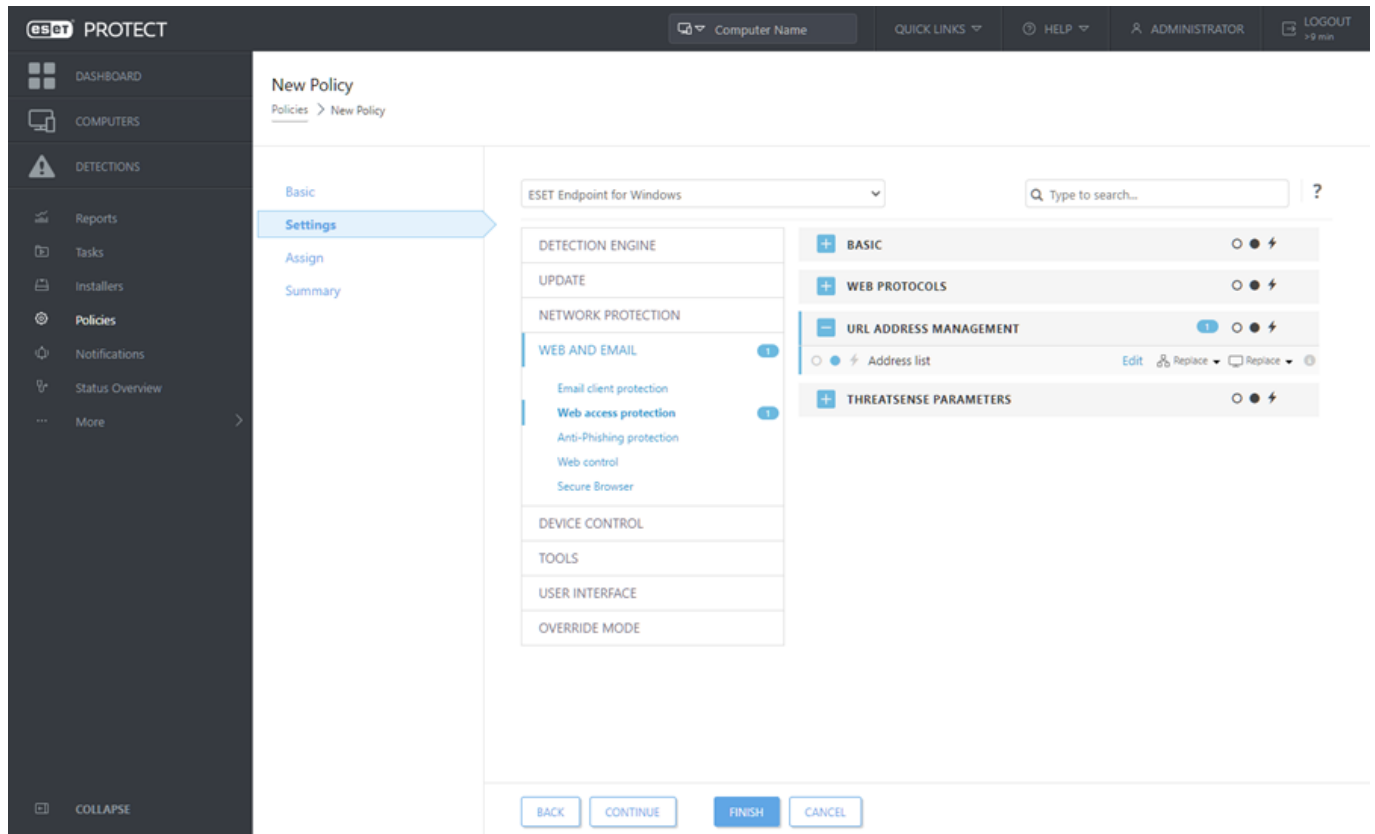 eset PROTECT
Computer Name
QUICK LINKS
HELP
ADMINISTRATOR
LOGOUT
>9 min
DASHBOARD
COMPUTERS
DETECTIONS
Reports
Tasks
Installers
Policies
Notifications
Status Overview
More
COLLAPSE
New Policy
Policies > New Policy
Basic
Settings
Assign
Summary
ESET Endpoint for Windows
Type to search...
?
DETECTION ENGINE
UPDATE
NETWORK PROTECTION
WEB AND EMAIL 1
Email client protection
Web access protection 1
Anti-Phishing protection
Web control
Secure Browser
DEVICE CONTROL
TOOLS
USER INTERFACE
OVERRIDE MODE
BASIC
WEB PROTOCOLS
URL ADDRESS MANAGEMENT 1
Address list Edit Replace Replace
THREATSENSE PARAMETERS
BACK CONTINUE FINISH CANCEL